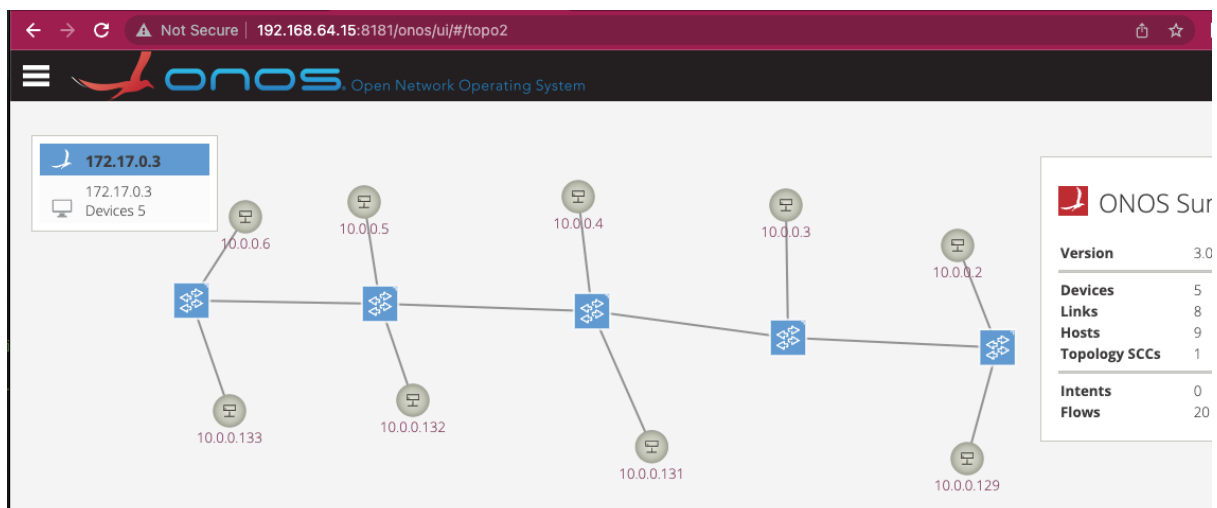 Not Secure 192.168.64.15:8181/onos/ui/#/topo2
onos. Open Network Operating System
172.17.0.3
172.17.0.3
Devices 5
10.0.0.6
10.0.0.5
10.0.0.4
10.0.0.3
10.0.0.2
10.0.0.133
10.0.0.132
10.0.0.131
10.0.0.129
ONOS Sur
Version 3.0
Devices 5
Links 8
Hosts 9
Topology SCCs 1
Intents 0
Flows 20